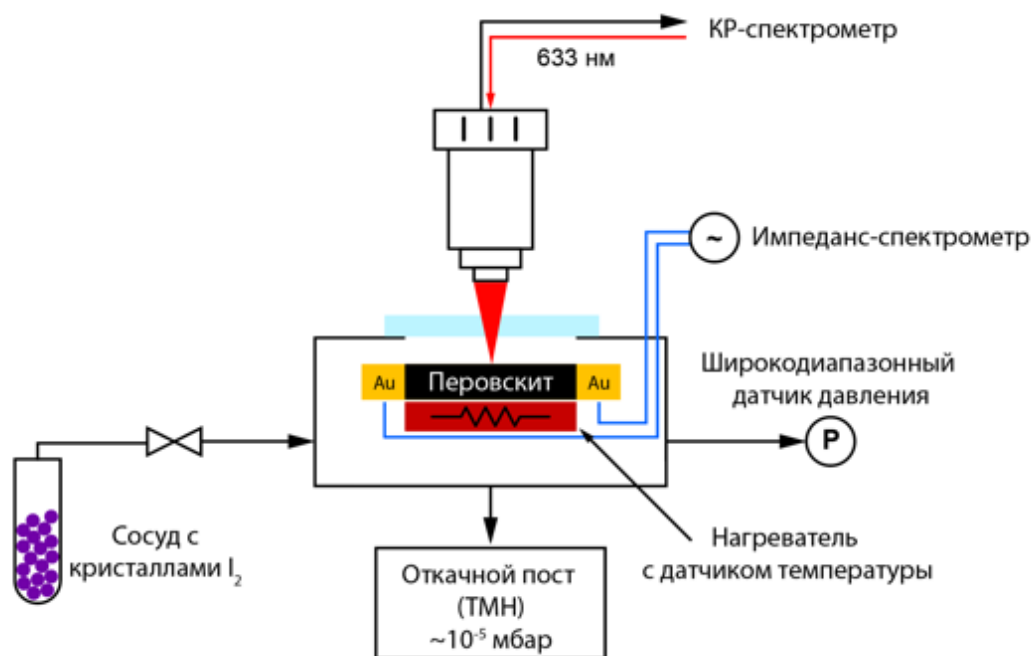 КР-спектрометр
633 нм
~
Импеданс-спектрометр
Au
Перовскит
Au
Широкодиапазонный
датчик давления
P
Сосуд с
кристаллами I₂
Нагреватель
с датчиком температуры
Откачной пост
(ТМН)
~10⁻⁵ мбар